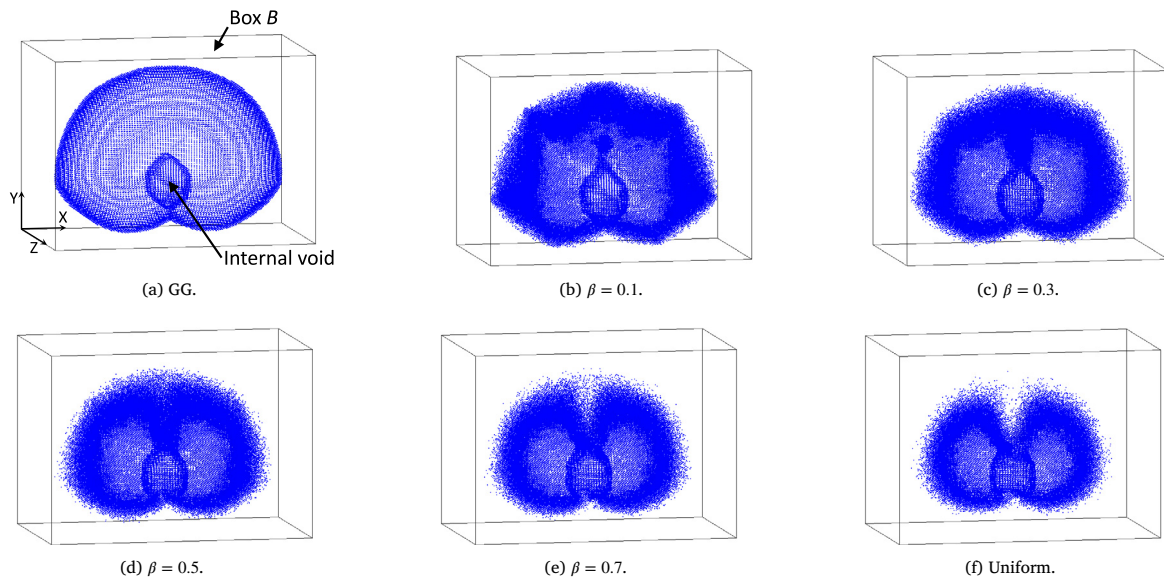 Box B
Y
X
Z
Internal void
(a) GG.
(b) β = 0.1.
(c) β = 0.3.
(d) β = 0.5.
(e) β = 0.7.
(f) Uniform.